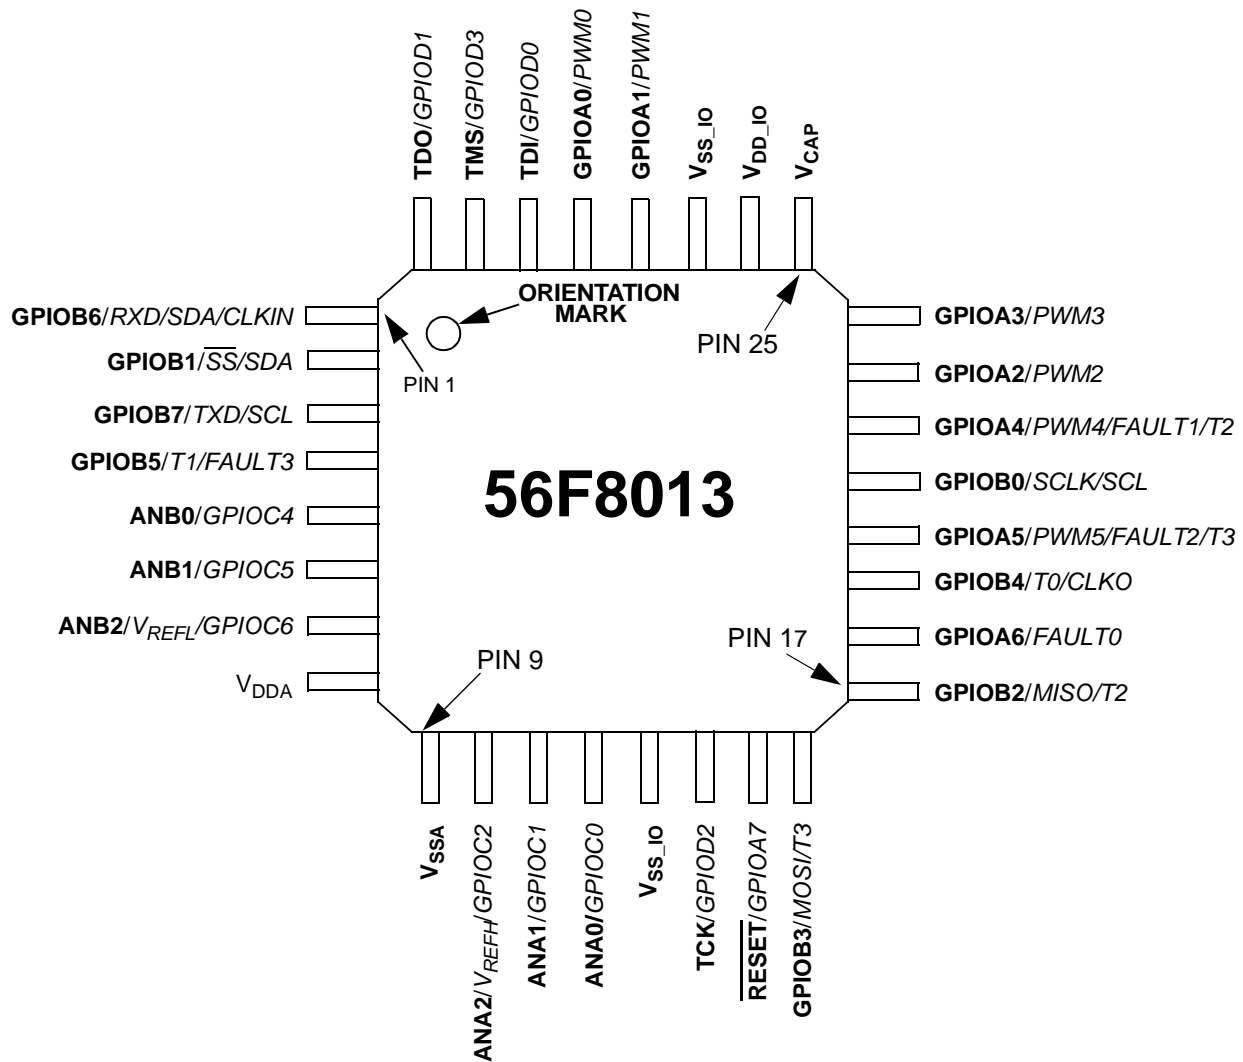 TDO/GPIOD1
TMS/GPIOD3
TDI/GPIOD0
GPIOA0/PWM0
GPIOA1/PWM1
VSS_IO
VDD_IO
VCAP
ORIENTATION
MARK
PIN 25
PIN 1
GPIOB6/RXD/SDA/CLKIN
GPIOB1/S̅S̅/SDA
GPIOB7/TXD/SCL
GPIOB5/T1/FAULT3
ANB0/GPIOC4
ANB1/GPIOC5
ANB2/VREFL/GPIOC6
VDDA
56F8013
GPIOA3/PWM3
GPIOA2/PWM2
GPIOA4/PWM4/FAULT1/T2
GPIOB0/SCLK/SCL
GPIOA5/PWM5/FAULT2/T3
GPIOB4/T0/CLKO
GPIOA6/FAULT0
GPIOB2/MISO/T2
PIN 17
PIN 9
VSSA
ANA2/VREFH/GPIOC2
ANA1/GPIOC1
ANA0/GPIOC0
VSS_IO
TCK/GPIOD2
R̅E̅S̅E̅T̅/GPIOA7
GPIOB3/MOSI/T3